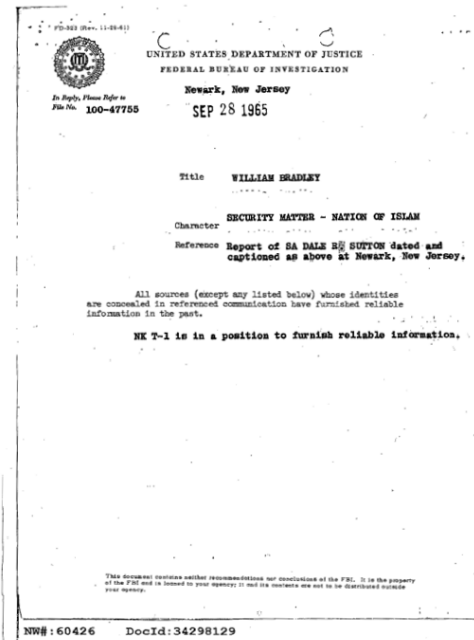 FD-323 (Rev. 11-29-61)
UNITED STATES DEPARTMENT OF JUSTICE
FEDERAL BUREAU OF INVESTIGATION
Newark, New Jersey
In Reply, Please Refer to
File No. 100-47755
SEP 28 1965
Title WILLIAM BRADLEY
Character SECURITY MATTER - NATION OF ISLAM
Reference Report of SA DALE R. SUTTON dated and
captioned as above at Newark, New Jersey.
All sources (except any listed below) whose identities
are concealed in referenced communication have furnished reliable
information in the past.
NK T-1 is in a position to furnish reliable information.
This document contains neither recommendations nor conclusions of the FBI. It is the property
of the FBI and is loaned to your agency; it and its contents are not to be distributed outside
your agency.
NW#:60426 DocId:34298129